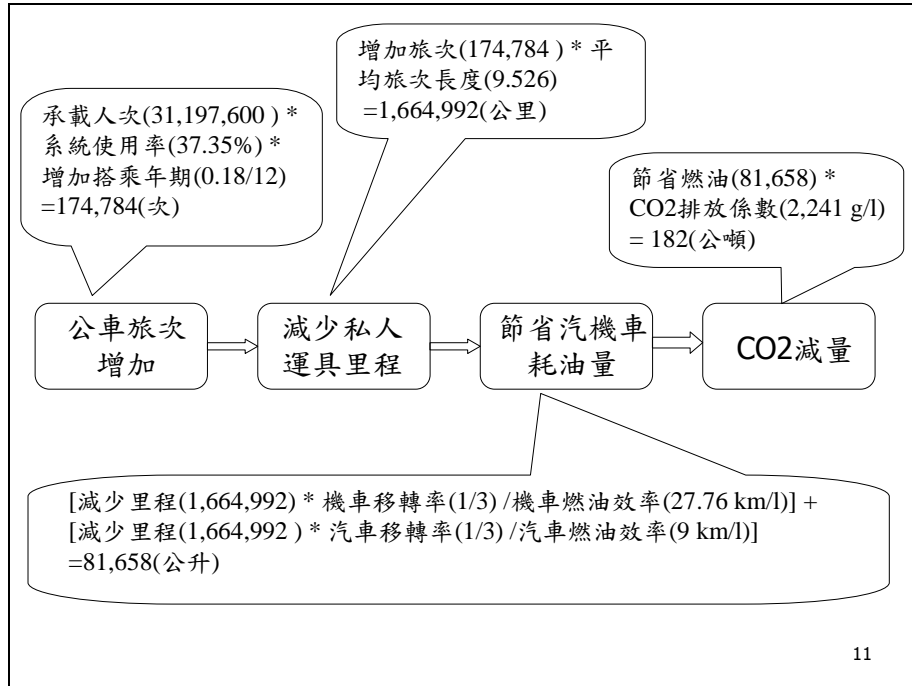 增加旅次(174,784) * 平
均旅次長度(9.526)
=1,664,992(公里)
承載人次(31,197,600 ) *
系統使用率(37.35%) *
增加搭乘年期(0.18/12)
=174,784(次)
節省燃油(81,658) *
CO2排放係數(2,241 g/l)
= 182(公噸)
公車旅次
增加
減少私人
運具里程
節省汽機車
耗油量
CO2減量
[減少里程(1,664,992) * 機車移轉率(1/3) /機車燃油效率(27.76 km/l)] +
[減少里程(1,664,992 ) * 汽車移轉率(1/3) /汽車燃油效率(9 km/l)]
=81,658(公升)
11